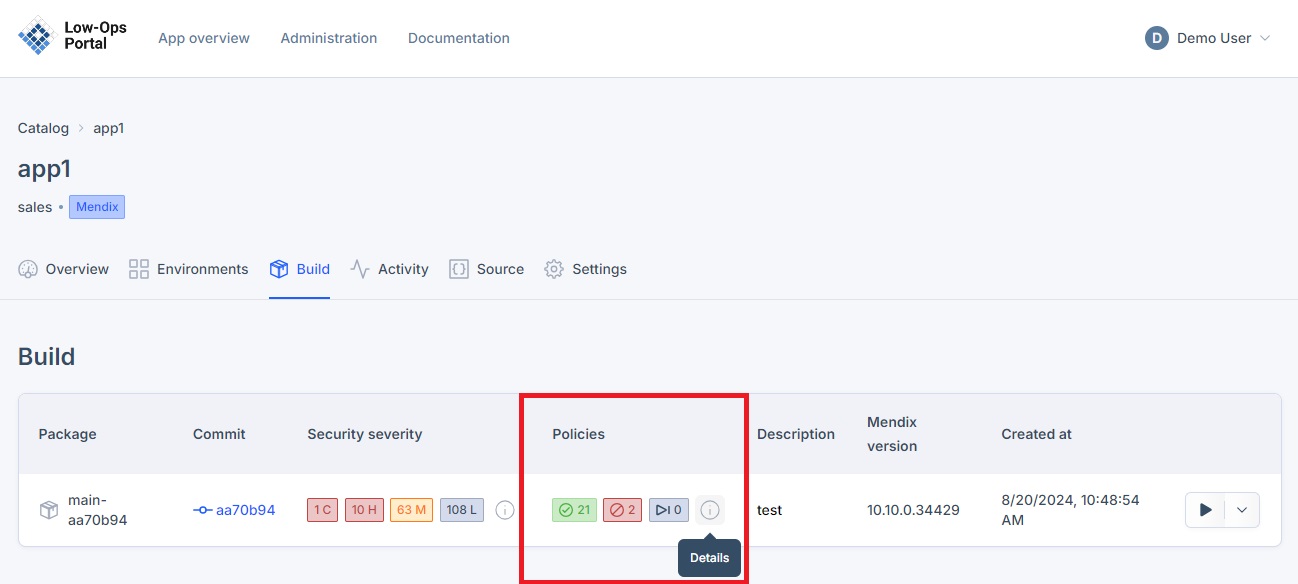 Low-Ops
Portal
App overview Administration Documentation
D Demo User
Catalog > app1
app1
sales • Mendix
Overview Environments Build Activity Source Settings
Build
Package Commit Security severity Policies Description Mendix version Created at
main-
aa70b94
aa70b94
1 C 10 H 63 M 108 L
21 2 0
test
10.10.0.34429
8/20/2024, 10:48:54
AM
Details